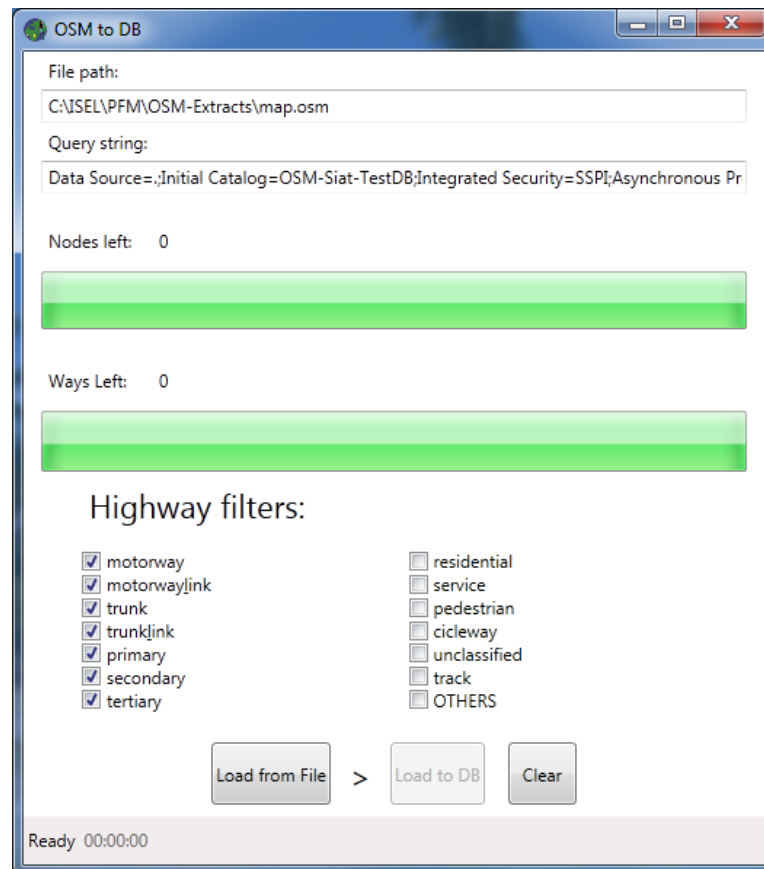 OSM to DB
File path:
C:\ISEL\PFM\OSM-Extracts\map.osm
Query string:
Data Source=.;Initial Catalog=OSM-Siat-TestDB;Integrated Security=SSPI;Asynchronous Pr
Nodes left: 0
Ways Left: 0
Highway filters:
motorway
motorwaylink
trunk
trunklink
primary
secondary
tertiary
residential
service
pedestrian
cicleway
unclassified
track
OTHERS
Load from File > Load to DB Clear
Ready 00:00:00